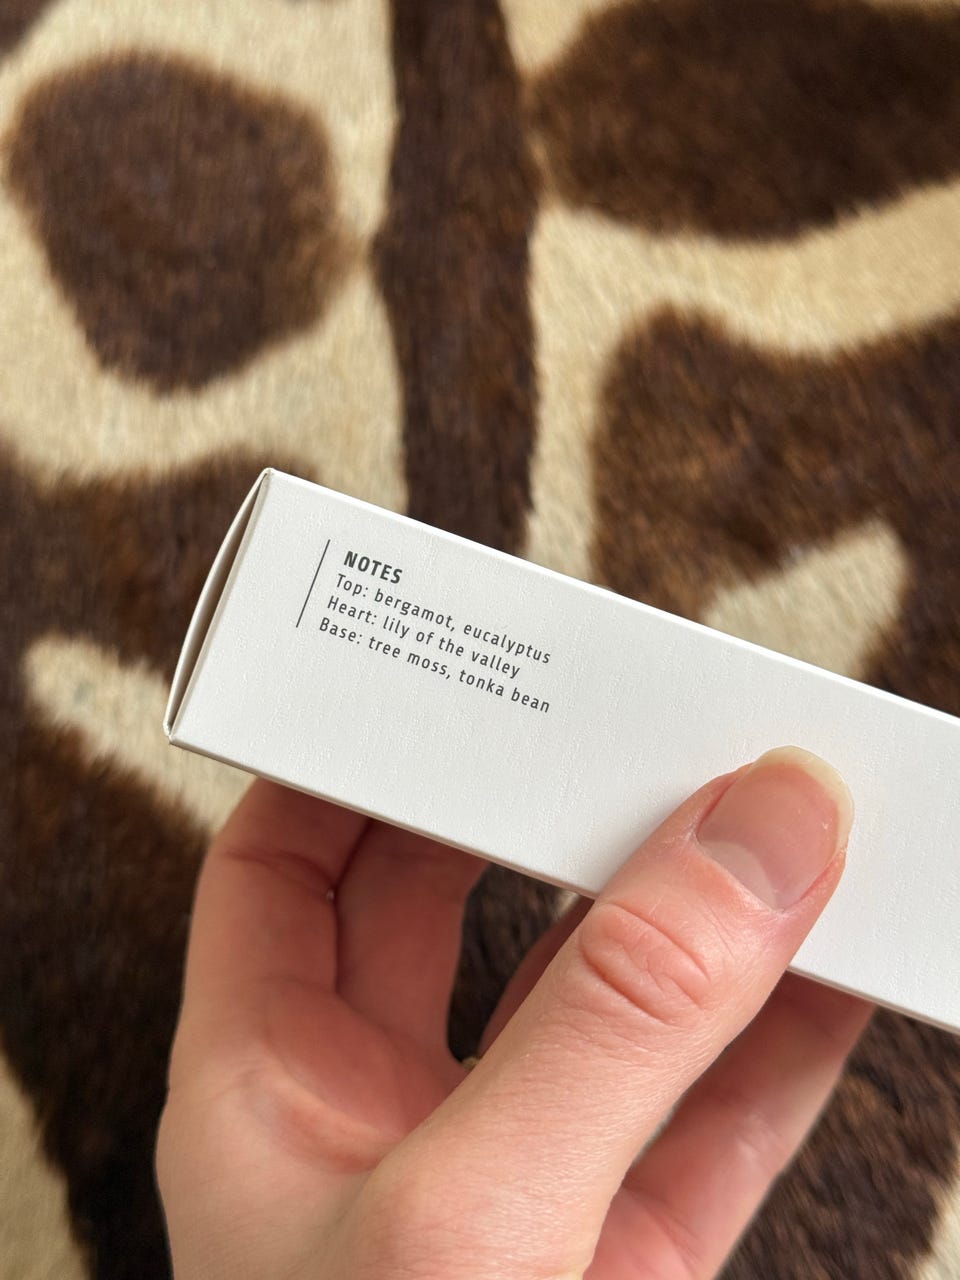 NOTES
Top: bergamot, eucalyptus
Heart: lily of the valley
Base: tree moss, tonka bean